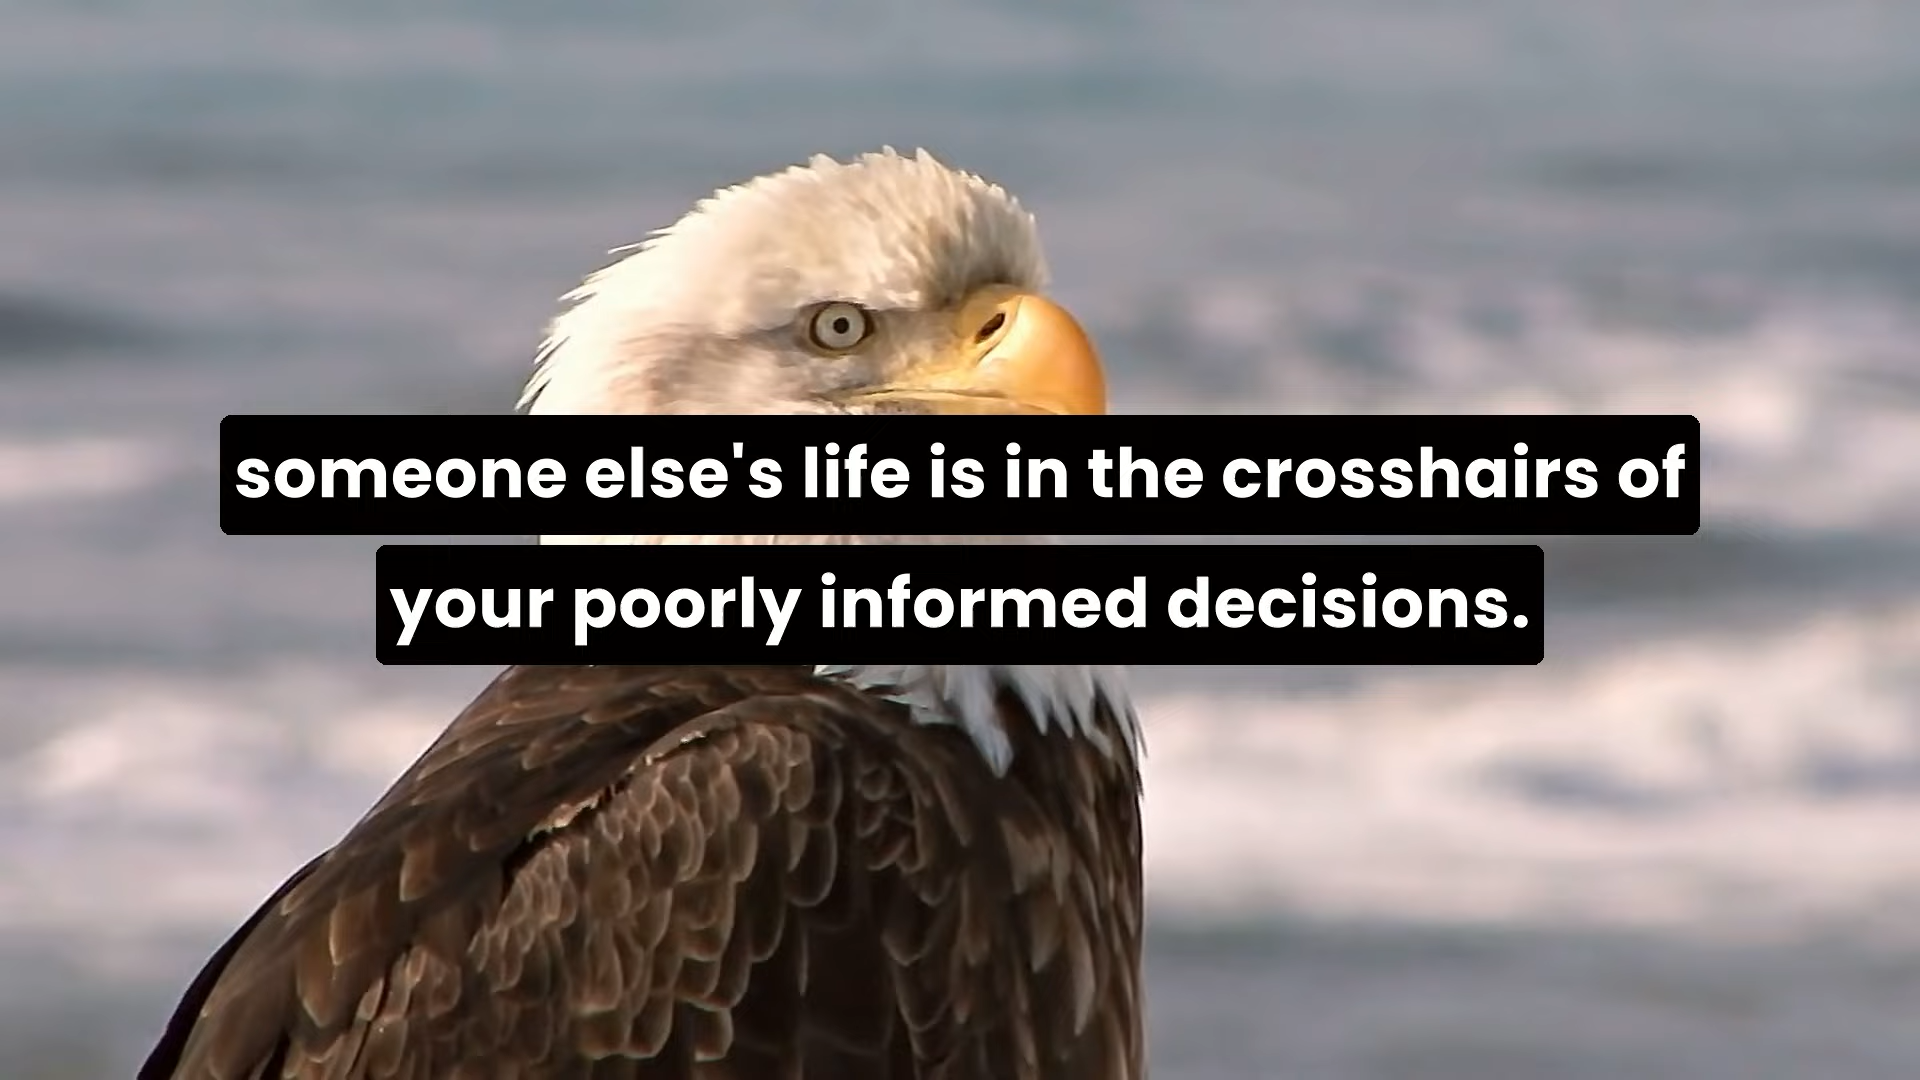 someone else's life is in the crosshairs of
your poorly informed decisions.